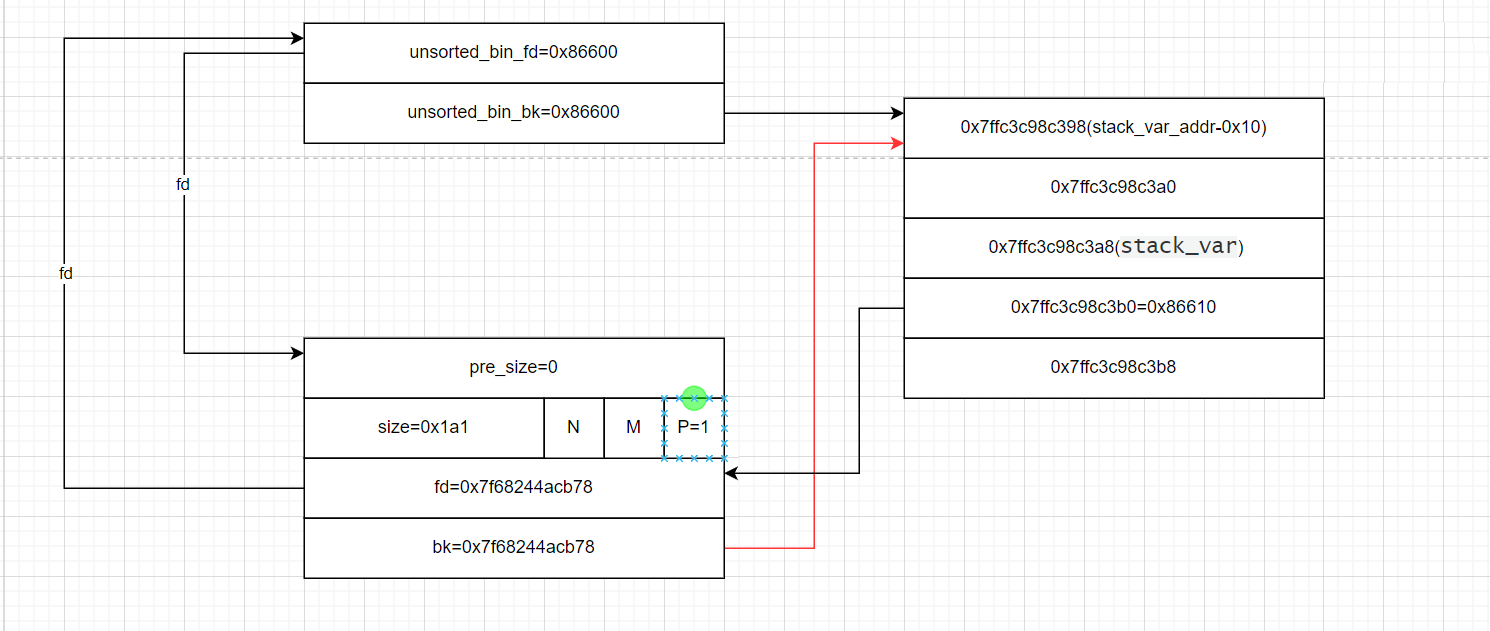 unsorted_bin_fd=0x86600
unsorted_bin_bk=0x86600
fd
fd
pre_size=0
size=0x1a1 N M P=1
fd=0x7f68244acb78
bk=0x7f68244acb78
0x7ffc3c98c398(stack_var_addr-0x10)
0x7ffc3c98c3a0
0x7ffc3c98c3a8(stack_var)
0x7ffc3c98c3b0=0x86610
0x7ffc3c98c3b8